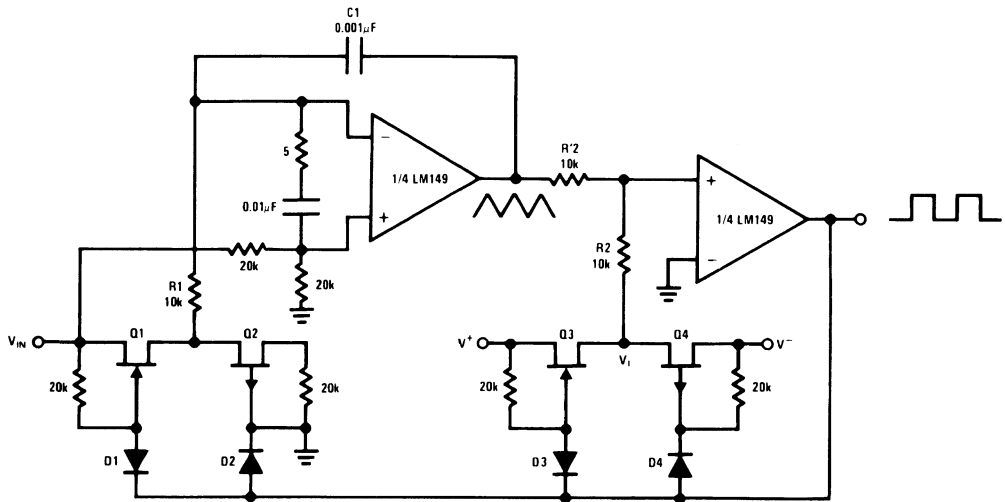 C1
0.001μF
5
0.01μF
−
+
1/4 LM149
R'2
10k
+
−
1/4 LM149
20k
20k
R1
10k
R2
10k
VIN
Q1
Q2
20k
20k
D1
D2
V+
Q3
VI
Q4
V−
20k
20k
D3
D4